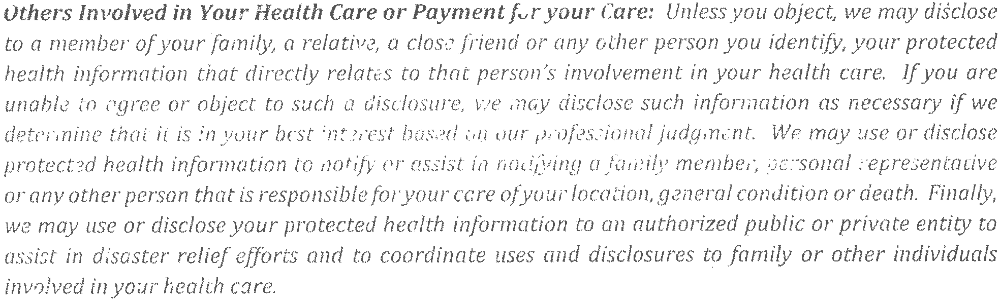 Others Involved in Your Health Care or Payment for your Care: Unless you object, we may disclose
to a member of your family, a relative, a close friend or any other person you identify, your protected
health information that directly relates to that person's involvement in your health care. If you are
unable to agree or object to such a disclosure, we may disclose such information as necessary if we
determine that it is in your best interest based on our professional judgment. We may use or disclose
protected health information to notify or assist in notifying a family member, personal representative
or any other person that is responsible for your care of your location, general condition or death. Finally,
we may use or disclose your protected health information to an authorized public or private entity to
assist in disaster relief efforts and to coordinate uses and disclosures to family or other individuals
involved in your health care.